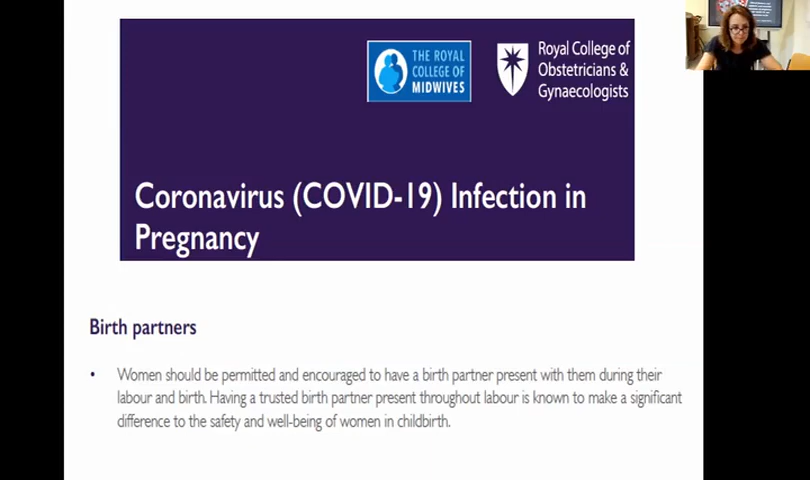 THE ROYAL
COLLEGE OF
MIDWIVES
Royal College of
Obstetricians &
Gynaecologists
Coronavirus (COVID-19) Infection in
Pregnancy
Birth partners
• Women should be permitted and encouraged to have a birth partner present with them during their
labour and birth. Having a trusted birth partner present throughout labour is known to make a significant
difference to the safety and well-being of women in childbirth.